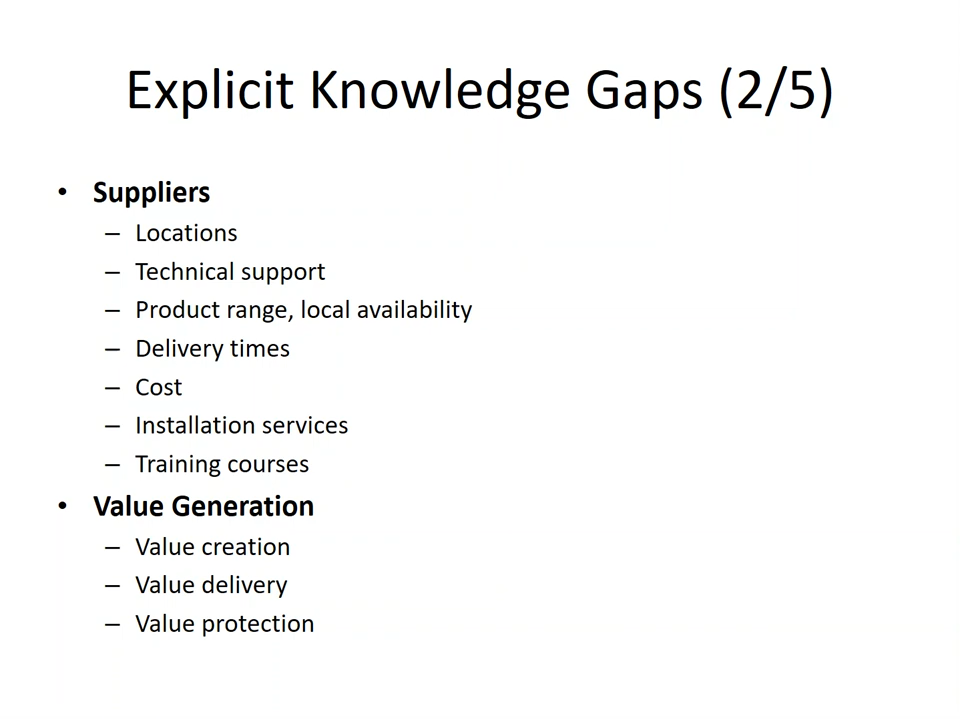 Explicit Knowledge Gaps (2/5)
• Suppliers
– Locations
– Technical support
– Product range, local availability
– Delivery times
– Cost
– Installation services
– Training courses
• Value Generation
– Value creation
– Value delivery
– Value protection